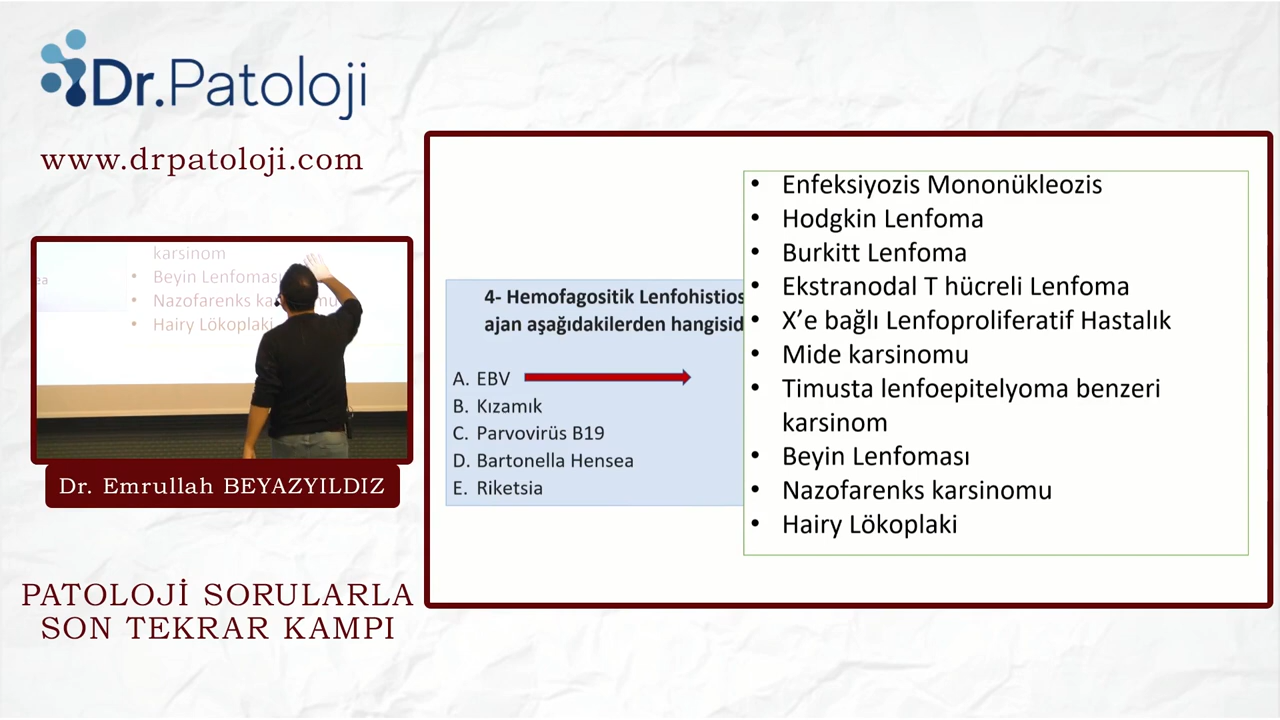 Dr.Patoloji
www.drpatoloji.com
karsinom
Beyin Lenfoması
Nazofarenks
Hairy Lökoplaki
Dr. Emrullah BEYAZYILDIZ
PATOLOJİ SORULARLA
SON TEKRAR KAMPI
4- Hemofagositik Lenfohistios
ajan aşağıdakilerden hangisid
A. EBV
B. Kızamık
C. Parvovirüs B19
D. Bartonella Hensea
E. Riketsia
• Enfeksiyozis Mononükleozis
• Hodgkin Lenfoma
• Burkitt Lenfoma
• Ekstranodal T hücreli Lenfoma
• X’e bağlı Lenfoproliferatif Hastalık
• Mide karsinomu
• Timusta lenfoepitelyoma benzeri
karsinom
• Beyin Lenfoması
• Nazofarenks karsinomu
• Hairy Lökoplaki